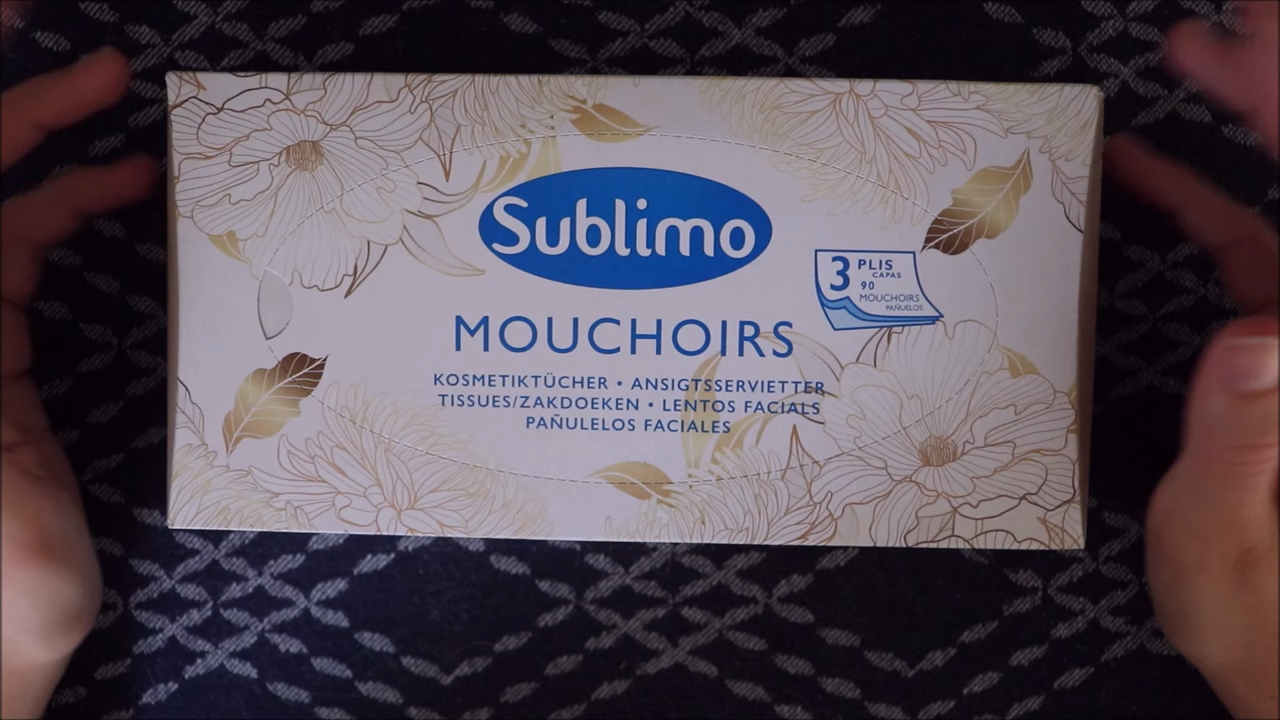 Sublimo
3 PLIS
CAPAS
90
MOUCHOIRS
PAÑUELOS
MOUCHOIRS
KOSMETIKTÜCHER • ANSIGTSSERVIETTER
TISSUES/ZAKDOEKEN • LENTOS FACIALS
PAÑULELOS FACIALES